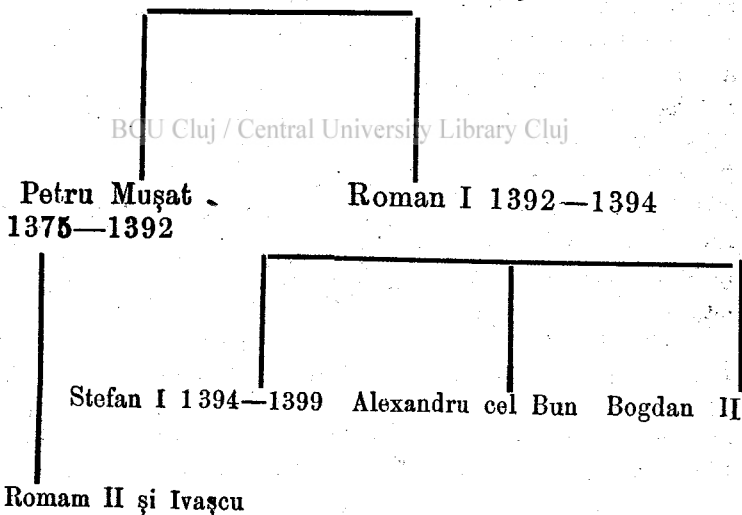 BCU Cluj / Central University Library Cluj
Petru Mușat
Roman I 1392—1394
1375—1392
Stefan I 1394—1399 Alexandru cel Bun Bogdan II
Romam II și Ivașcu